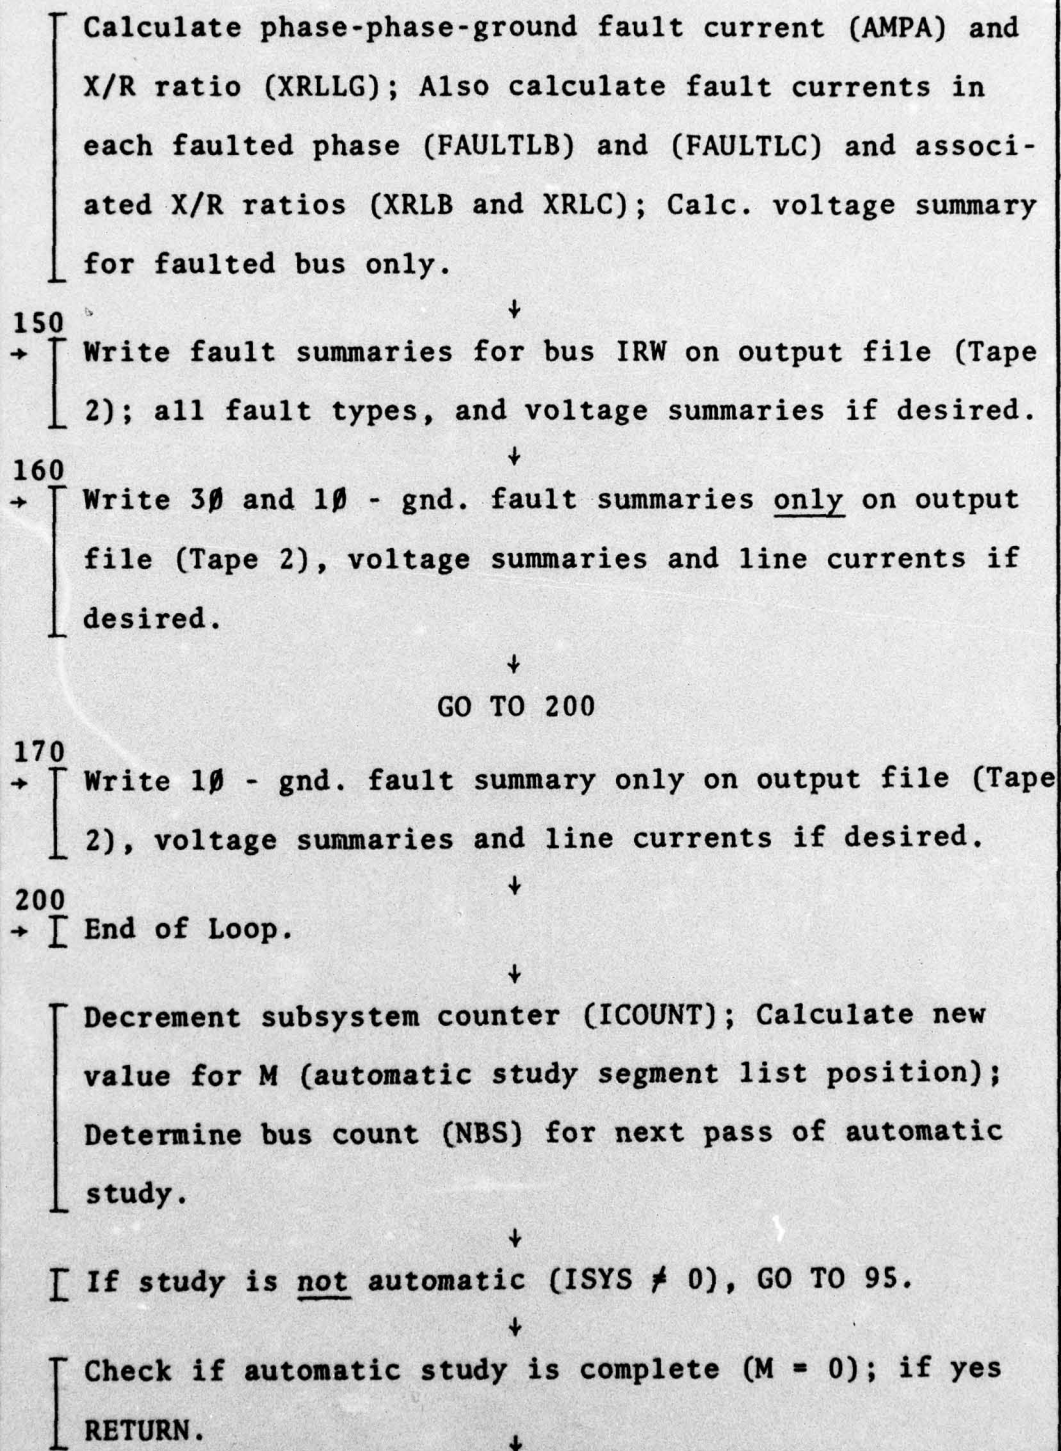 Calculate phase-phase-ground fault current (AMPA) and
X/R ratio (XRLLG); Also calculate fault currents in
each faulted phase (FAULTLB) and (FAULTLC) and associ-
ated X/R ratios (XRLB and XRLC); Calc. voltage summary
for faulted bus only.
↓
150
→ Write fault summaries for bus IRW on output file (Tape
2); all fault types, and voltage summaries if desired.
↓
160
→ Write 3Ø and 1Ø - gnd. fault summaries only on output
file (Tape 2), voltage summaries and line currents if
desired.
↓
GO TO 200
170
→ Write 1Ø - gnd. fault summary only on output file (Tape
2), voltage summaries and line currents if desired.
↓
200
→ End of Loop.
↓
Decrement subsystem counter (ICOUNT); Calculate new
value for M (automatic study segment list position);
Determine bus count (NBS) for next pass of automatic
study.
↓
If study is not automatic (ISYS ≠ 0), GO TO 95.
↓
Check if automatic study is complete (M = 0); if yes
RETURN.
↓